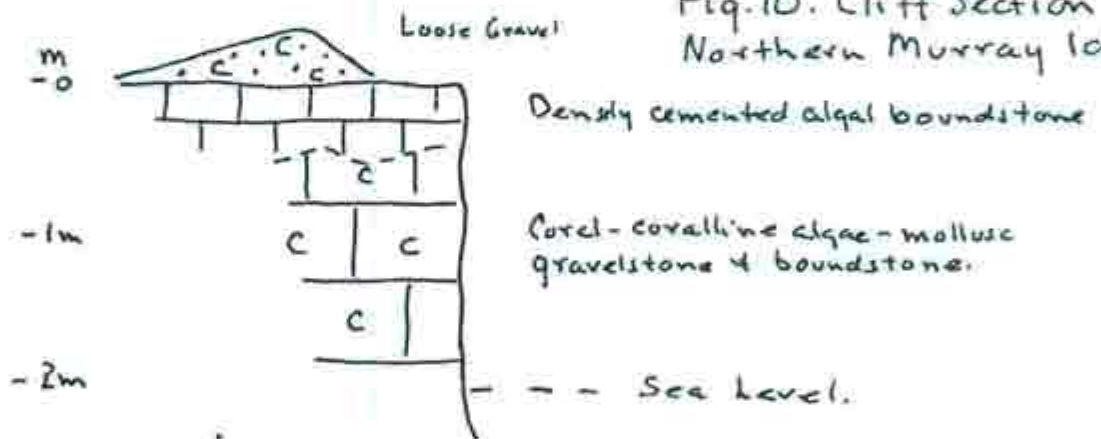 Fig.10. Cliff Section
Northern Murray
Loose Gravel
m
-0
C
C
C
Densly cemented algal boundstone
C
-1m
C
C
Corel-coralline algae-mollusc
gravelstone & boundstone.
C
-2m
--- Sea Level.